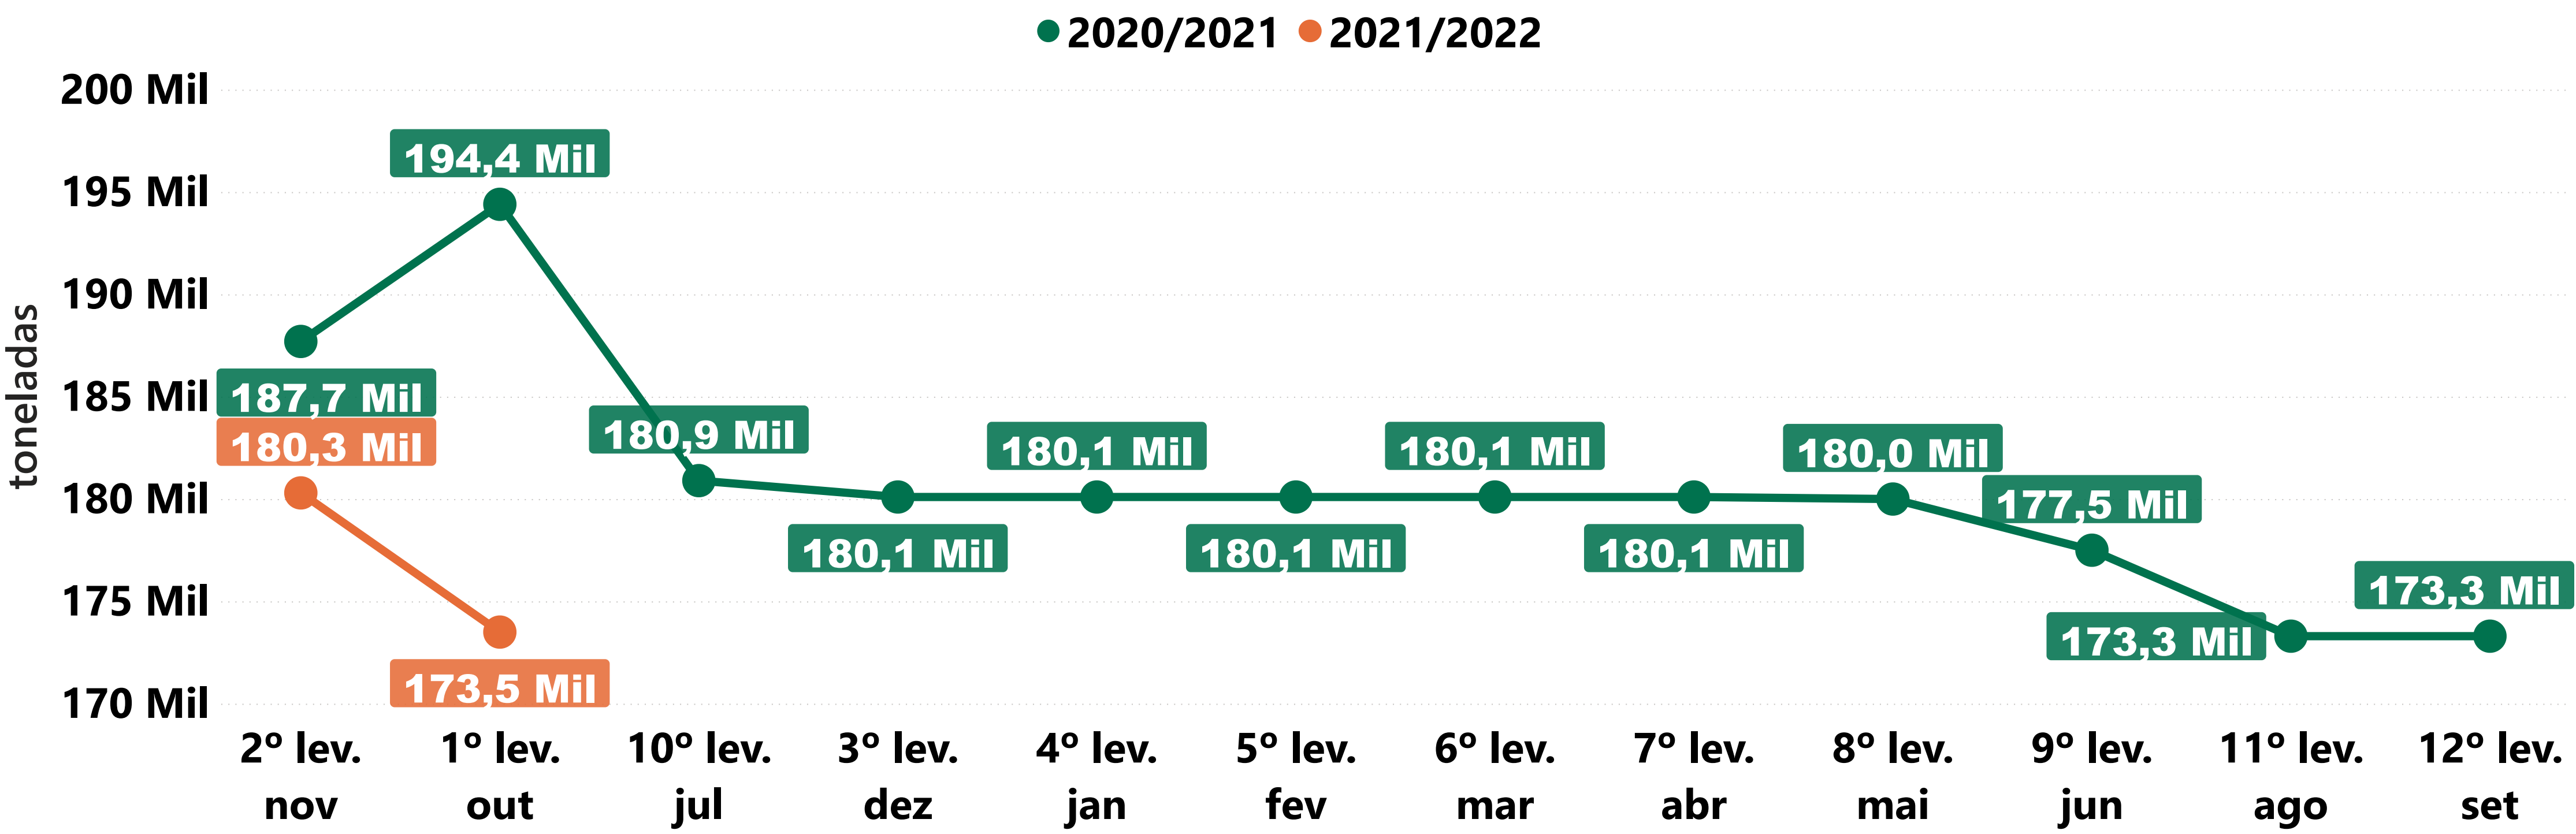 2020/2021 2021/2022
toneladas
200 Mil
195 Mil
190 Mil
185 Mil
180 Mil
175 Mil
170 Mil
194,4 Mil
187,7 Mil
180,3 Mil
180,9 Mil
180,1 Mil
180,1 Mil
180,0 Mil
177,5 Mil
180,1 Mil
180,1 Mil
180,1 Mil
173,3 Mil
173,3 Mil
173,5 Mil
2º lev. 1º lev. 10º lev. 3º lev. 4º lev. 5º lev. 6º lev. 7º lev. 8º lev. 9º lev. 11º lev. 12º lev.
nov out jul dez jan fev mar abr mai jun ago set